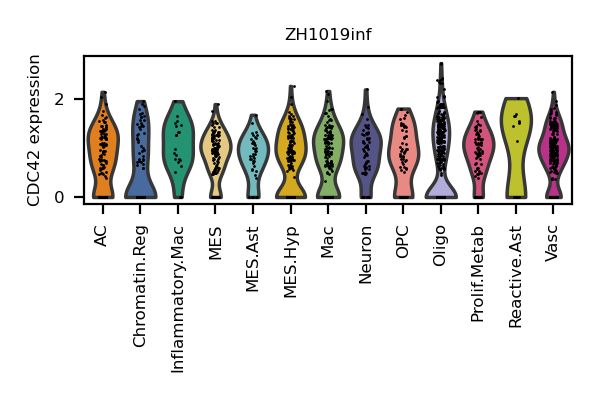 ZH1019inf
CDC42 expression
2
0
AC
Chromatin.Reg
Inflammatory.Mac
MES
MES.Ast
MES.Hyp
Mac
Neuron
OPC
Oligo
Prolif.Metab
Reactive.Ast
Vasc